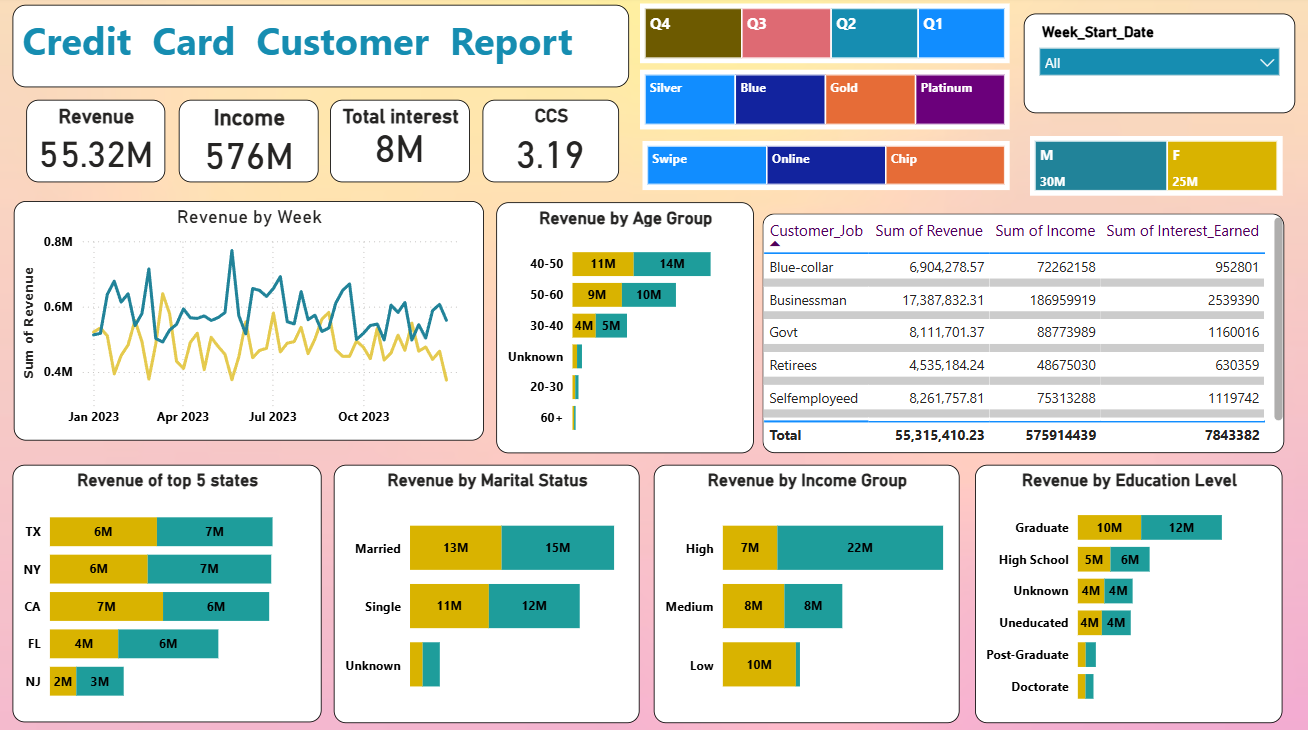 Credit Card Customer Report
Q4 Q3 Q2 Q1
Week_Start_Date
All
Silver Blue Gold Platinum
Revenue
55.32M
Income
576M
Total interest
8M
CCS
3.19
Swipe Online Chip
M F
30M 25M
Revenue by Week
0.8M
0.6M
0.4M
Sum of Revenue
Jan 2023 Apr 2023 Jul 2023 Oct 2023
Revenue by Age Group
40-50 11M 14M
50-60 9M 10M
30-40 4M 5M
Unknown
20-30
60+
Customer_Job Sum of Revenue Sum of Income Sum of Interest_Earned
Blue-collar 6,904,278.57 72262158 952801
Businessman 17,387,832.31 186959919 2539390
Govt 8,111,701.37 88773989 1160016
Retirees 4,535,184.24 48675030 630359
Selfemployeed 8,261,757.81 75313288 1119742
Total 55,315,410.23 575914439 7843382
Revenue of top 5 states
TX 6M 7M
NY 6M 7M
CA 7M 6M
FL 4M 6M
NJ 2M 3M
Revenue by Marital Status
Married 13M 15M
Single 11M 12M
Unknown
Revenue by Income Group
High 7M 22M
Medium 8M 8M
Low 10M
Revenue by Education Level
Graduate 10M 12M
High School 5M 6M
Unknown 4M 4M
Uneducated 4M 4M
Post-Graduate
Doctorate